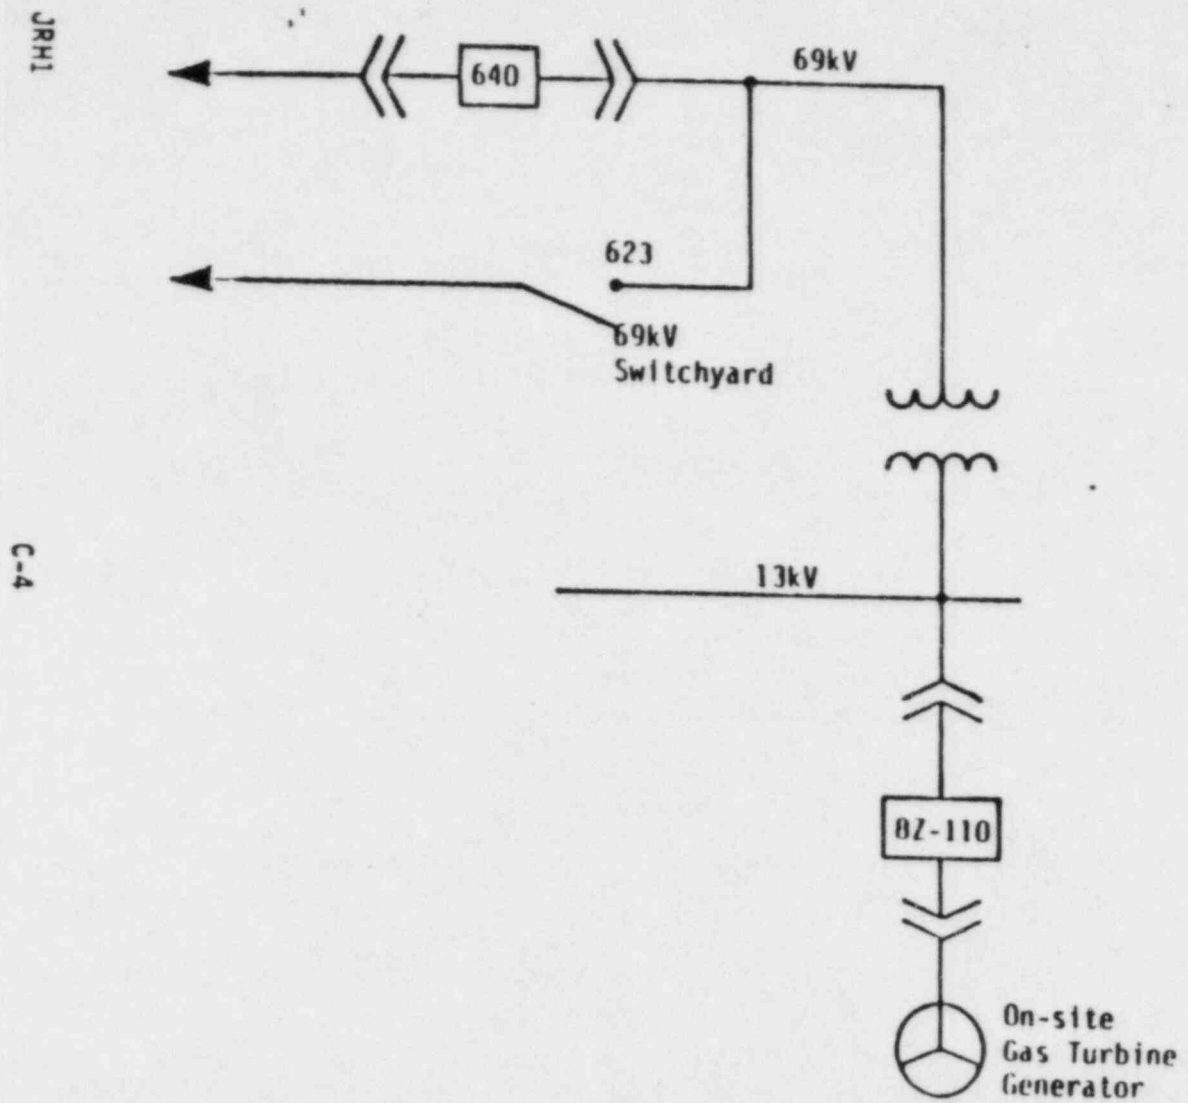 JRH1
640
69kV
623
69kV
Switchyard
13kV
C-4
8Z-110
On-site
Gas Turbine
Generator